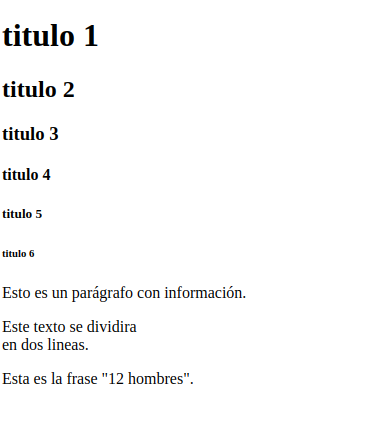 titulo 1
titulo 2
titulo 3
titulo 4
titulo 5
titulo 6
Esto es un parágrafo con información.
Este texto se dividira
en dos lineas.
Esta es la frase "12 hombres".